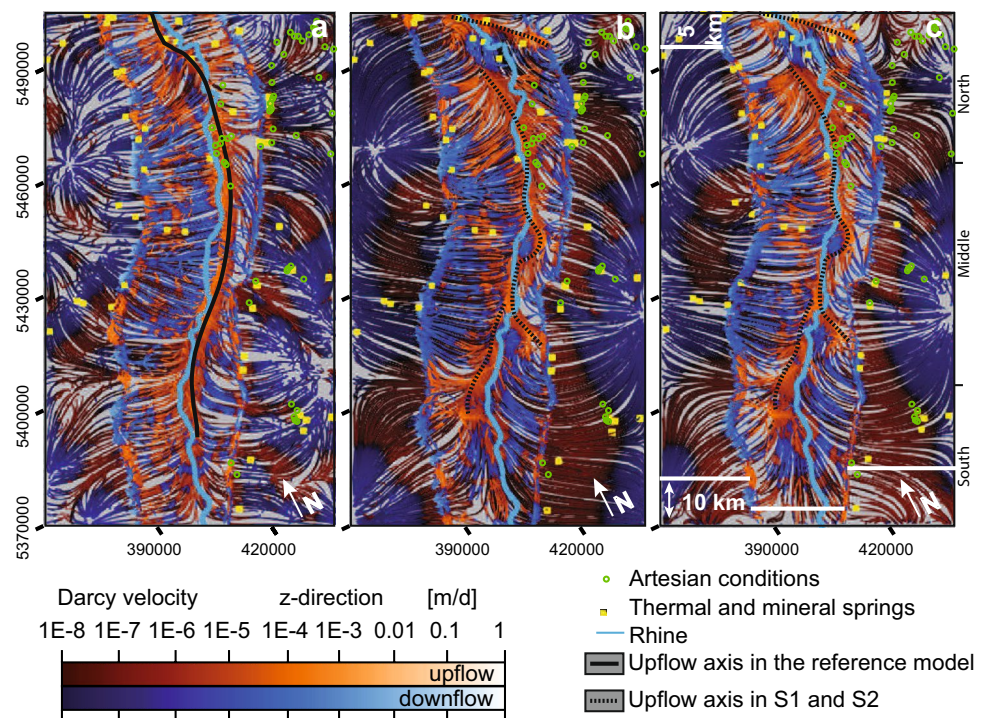 a
b
c
5 km
5490000
5460000
5430000
5400000
5370000
North
Middle
South
N
N
N
10 km
390000
420000
390000
420000
390000
420000
Darcy velocity z-direction [m/d]
1E-8 1E-7 1E-6 1E-5 1E-4 1E-3 0.01 0.1 1
upflow
downflow
Artesian conditions
Thermal and mineral springs
Rhine
Upflow axis in the reference model
Upflow axis in S1 and S2